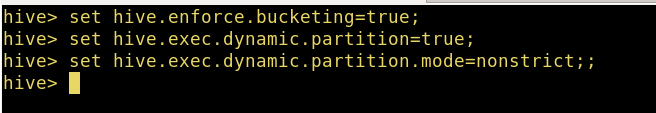 hive> set hive.enforce.bucketing=true;
hive> set hive.exec.dynamic.partition=true;
hive> set hive.exec.dynamic.partition.mode=nonstrict;;
hive>